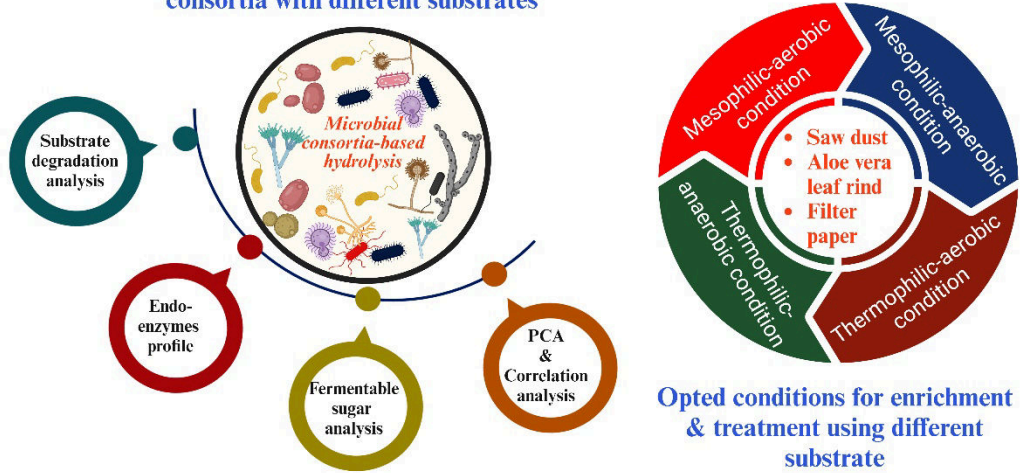 consortia with different substrates
Microbial
consortia-based
hydrolysis
Substrate
degradation
analysis
Endo-
enzymes
profile
Fermentable
sugar
analysis
PCA
&
Correlation
analysis
Mesophilic-aerobic
condition
Mesophilic-anaerobic
condition
Thermophilic-aerobic
condition
Thermophilic-
anaerobic condition
• Saw dust
• Aloe vera
leaf rind
• Filter
paper
Opted conditions for enrichment
& treatment using different
substrate